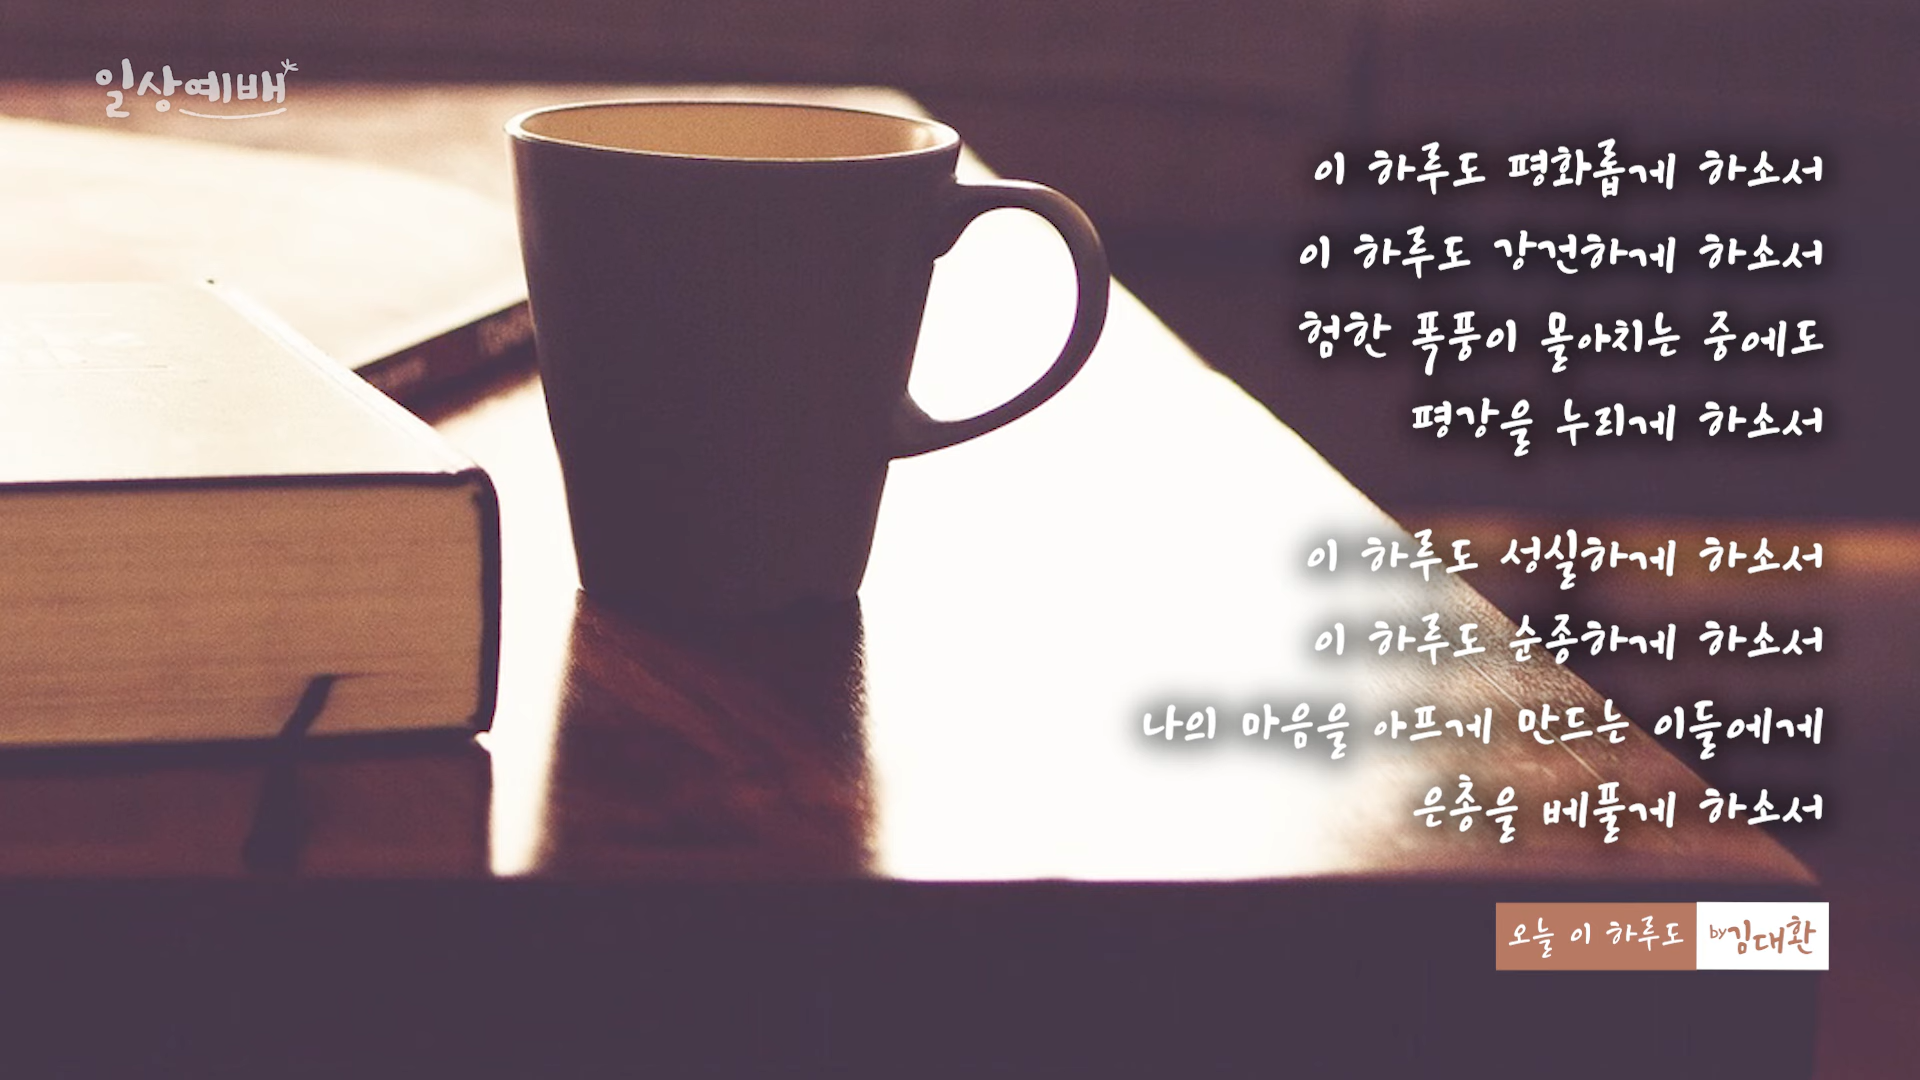 일상예배
이 하루도 평화롭게 하소서
이 하루도 강건하게 하소서
험한 폭풍이 몰아치는 중에도
평강을 누리게 하소서
이 하루도 성실하게 하소서
이 하루도 순종하게 하소서
나의 마음을 아프게 만드는 이들에게
은총을 베풀게 하소서
오늘 이 하루도 by김대환